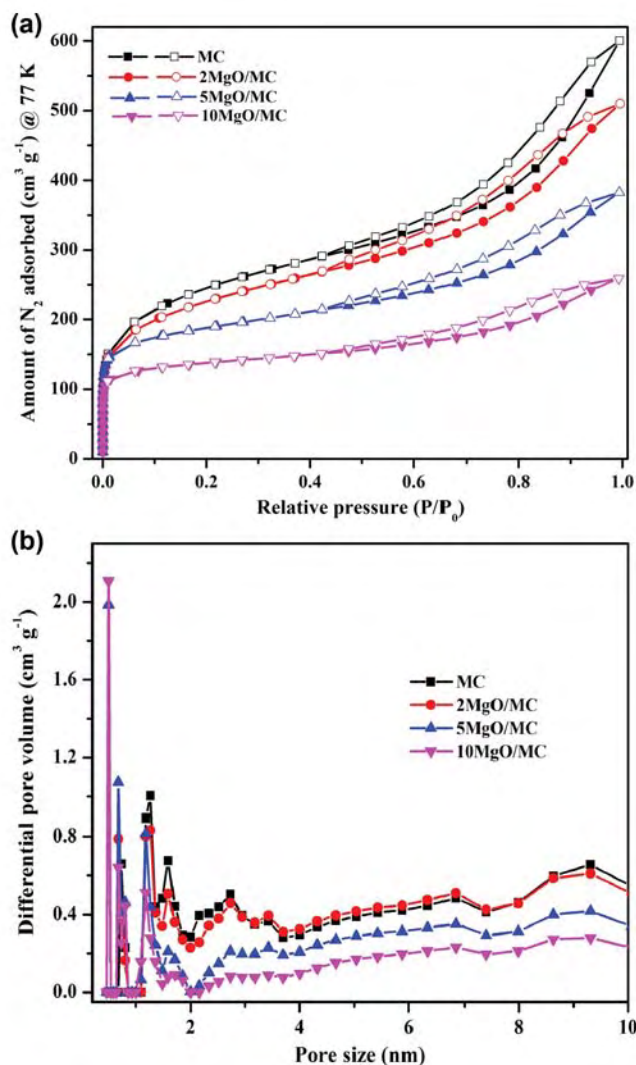 (a)
600
500
400
300
200
100
0
Amount of N₂ adsorbed (cm³ g⁻¹) @ 77 K
MC
2MgO/MC
5MgO/MC
10MgO/MC
0.0 0.2 0.4 0.6 0.8 1.0
Relative pressure (P/P₀)
(b)
2.0
1.6
1.2
0.8
0.4
0.0
Differential pore volume (cm³ g⁻¹)
MC
2MgO/MC
5MgO/MC
10MgO/MC
2 4 6 8 10
Pore size (nm)